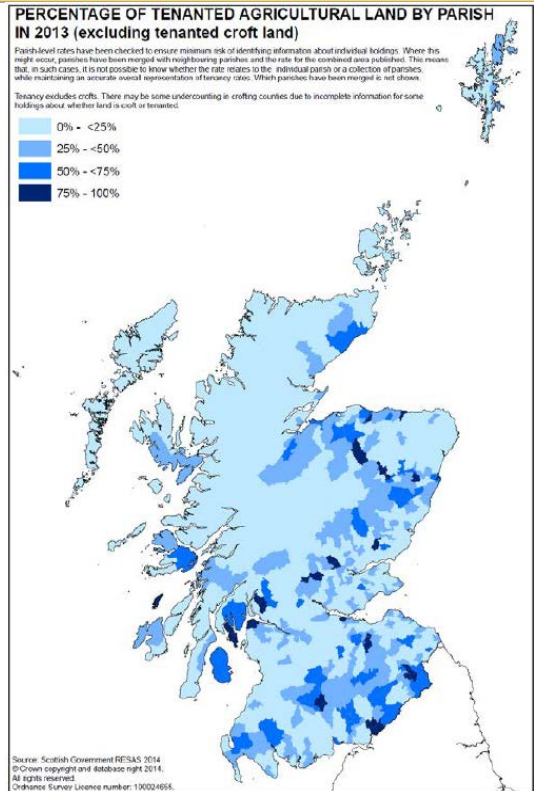 PERCENTAGE OF TENANTED AGRICULTURAL LAND BY PARISH
IN 2013 (excluding tenanted croft land)
Parish-level rates have been checked to ensure minimum risk of identifying information about individual holdings. Where this
might occur, parishes have been merged with neighbouring parishes and the rate for the combined area published. This means
that, in such cases, it is not possible to know whether the rate relates to the individual parish or a collection of parishes,
while maintaining an accurate overall representation of tenancy rates. Which parishes have been merged is not shown.
Tenancy excludes crofts. There may be some undercounting in crofting counties due to incomplete information for some
holdings about whether land is croft or tenanted.
0% - <25%
25% - <50%
50% - <75%
75% - 100%
Source: Scottish Government RESAS 2014
© Crown copyright and database right 2014.
All rights reserved.
Ordnance Survey Licence number: 100024655.